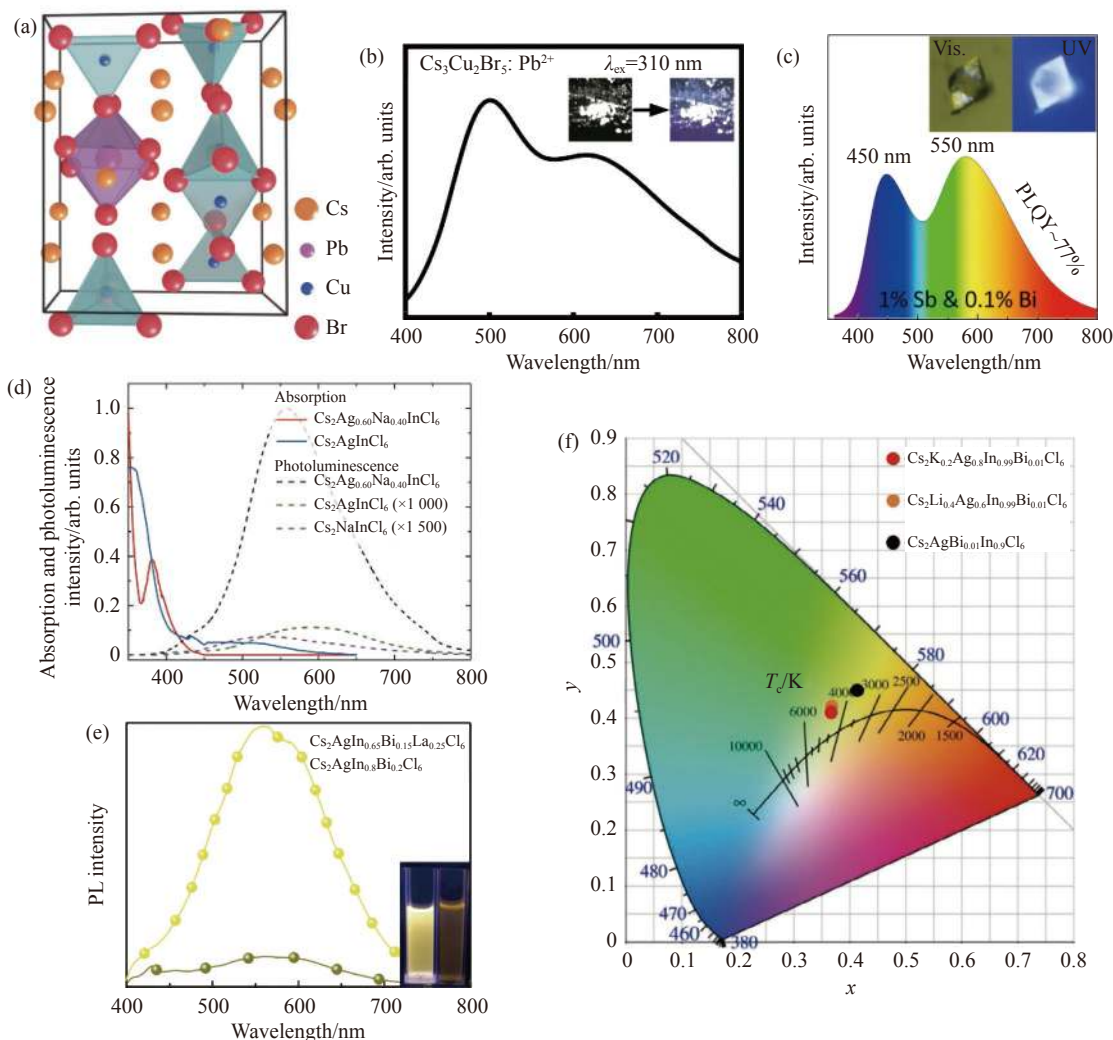 (a)
Cs
Pb
Cu
Br
(b)
Cs₃Cu₂Br₅: Pb²⁺
λex=310 nm
Intensity/arb. units
400 500 600 700 800
Wavelength/nm
(c)
Vis.
UV
450 nm
550 nm
PLQY~77%
1% Sb & 0.1% Bi
Intensity/arb. units
400 500 600 700 800
Wavelength/nm
(d)
Absorption and photoluminescence
intensity/arb. units
1.0
0.8
0.6
0.4
0.2
0
Absorption
Cs₂Ag₀.₆₀Na₀.₄₀InCl₆
Cs₂AgInCl₆
Photoluminescence
Cs₂Ag₀.₆₀Na₀.₄₀InCl₆
Cs₂AgInCl₆ (×1 000)
Cs₂NaInCl₆ (×1 500)
400 500 600 700 800
Wavelength/nm
(e)
Cs₂AgIn₀.₆₅Bi₀.₁₅La₀.₂₅Cl₆
Cs₂AgIn₀.₈Bi₀.₂Cl₆
PL intensity
400 500 600 700 800
Wavelength/nm
(f)
Cs₂K₀.₂Ag₀.₈In₀.₉₉Bi₀.₀₁Cl₆
Cs₂Li₀.₄Ag₀.₆In₀.₉₉Bi₀.₀₁Cl₆
Cs₂AgBi₀.₀₁In₀.₉Cl₆
0.9
0.8
0.7
0.6
0.5
0.4
0.3
0.2
0.1
0
y
520
540
560
500
580
600
620
700
490
480
470
460
380
Tc/K
10000
6000
4000
3000
2500
2000
1500
∞
0 0.1 0.2 0.3 0.4 0.5 0.6 0.7 0.8
x